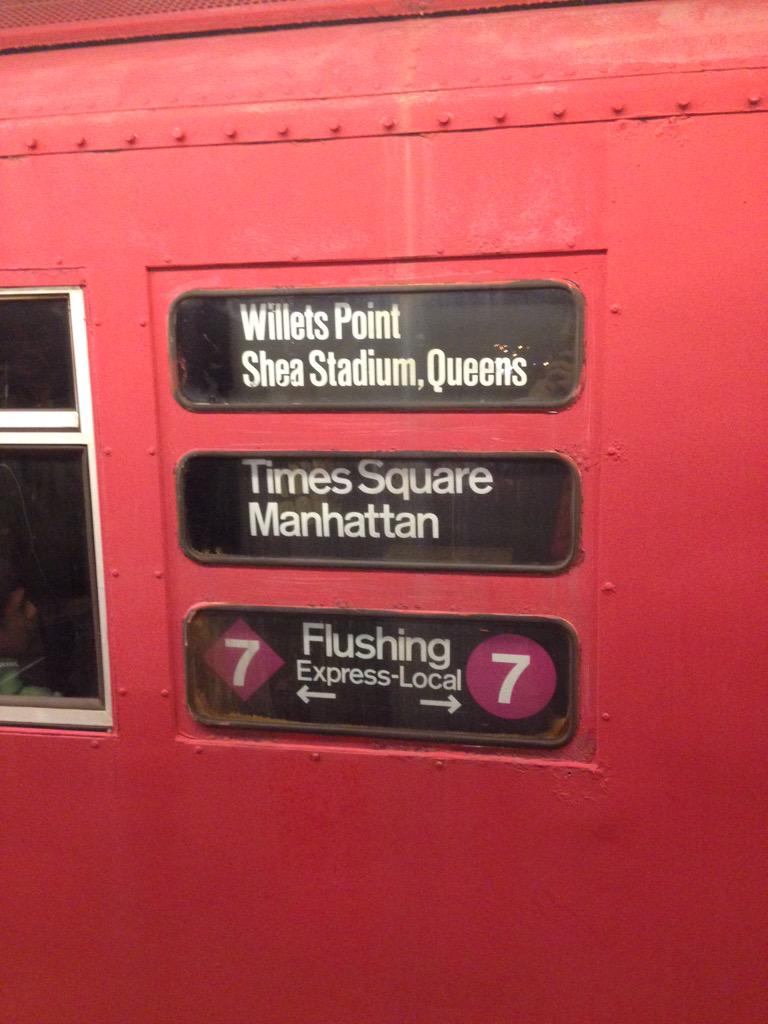 Willets Point
Shea Stadium, Queens
Times Square
Manhattan
7 Flushing 7
Express-Local
← →